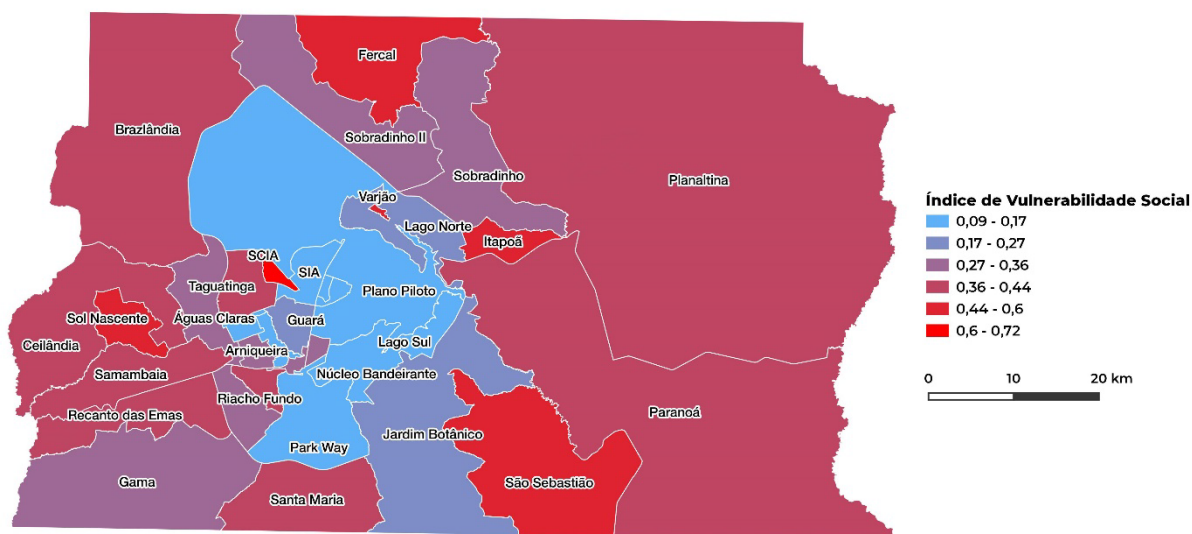 Fercal
Brazlândia
Sobradinho II
Sobradinho
Planaltina
Varjão
Lago Norte
Itapoã
SCIA
SIA
Taguatinga
Plano Piloto
Sol Nascente
Águas Claras
Guará
Ceilândia
Lago Sul
Arniqueira
Samambaia
Núcleo Bandeirante
Riacho Fundo
Recanto das Emas
Paranoá
Jardim Botânico
Park Way
Gama
São Sebastião
Santa Maria
Índice de Vulnerabilidade Social
0,09 - 0,17
0,17 - 0,27
0,27 - 0,36
0,36 - 0,44
0,44 - 0,6
0,6 - 0,72
0 10 20 km